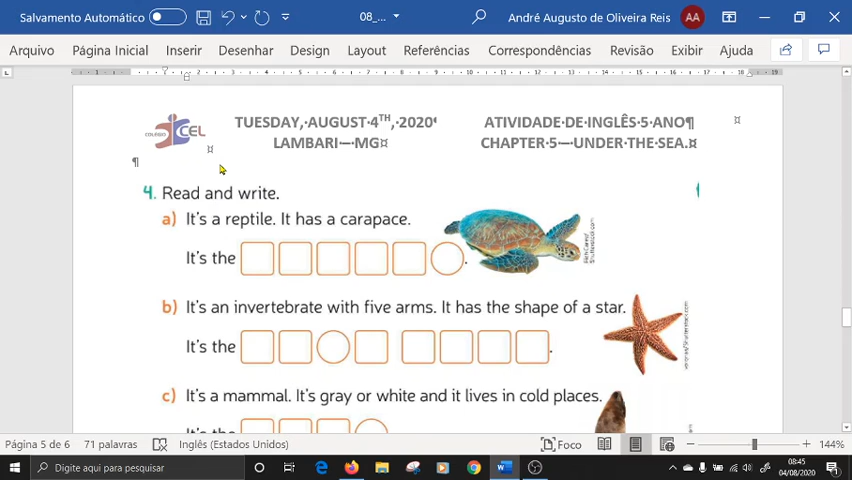 Salvamento Automático
08_...
André Augusto de Oliveira Reis
AA
Arquivo Página Inicial Inserir Desenhar Design Layout Referências Correspondências Revisão Exibir Ajuda
TUESDAY,·AUGUST·4TH,·2020¶
LAMBARI·–·MG¤
ATIVIDADE·DE·INGLÊS·5·ANO¶
CHAPTER·5·–·UNDER·THE·SEA.¤
COLÉGIO ICEL
4. Read and write.
a) It's a reptile. It has a carapace.
It's the
.
b) It's an invertebrate with five arms. It has the shape of a star.
It's the
.
c) It's a mammal. It's gray or white and it lives in cold places.
It's the
Página 5 de 6 71 palavras Inglês (Estados Unidos) Foco 144%
Digite aqui para pesquisar
08:45
04/08/2020